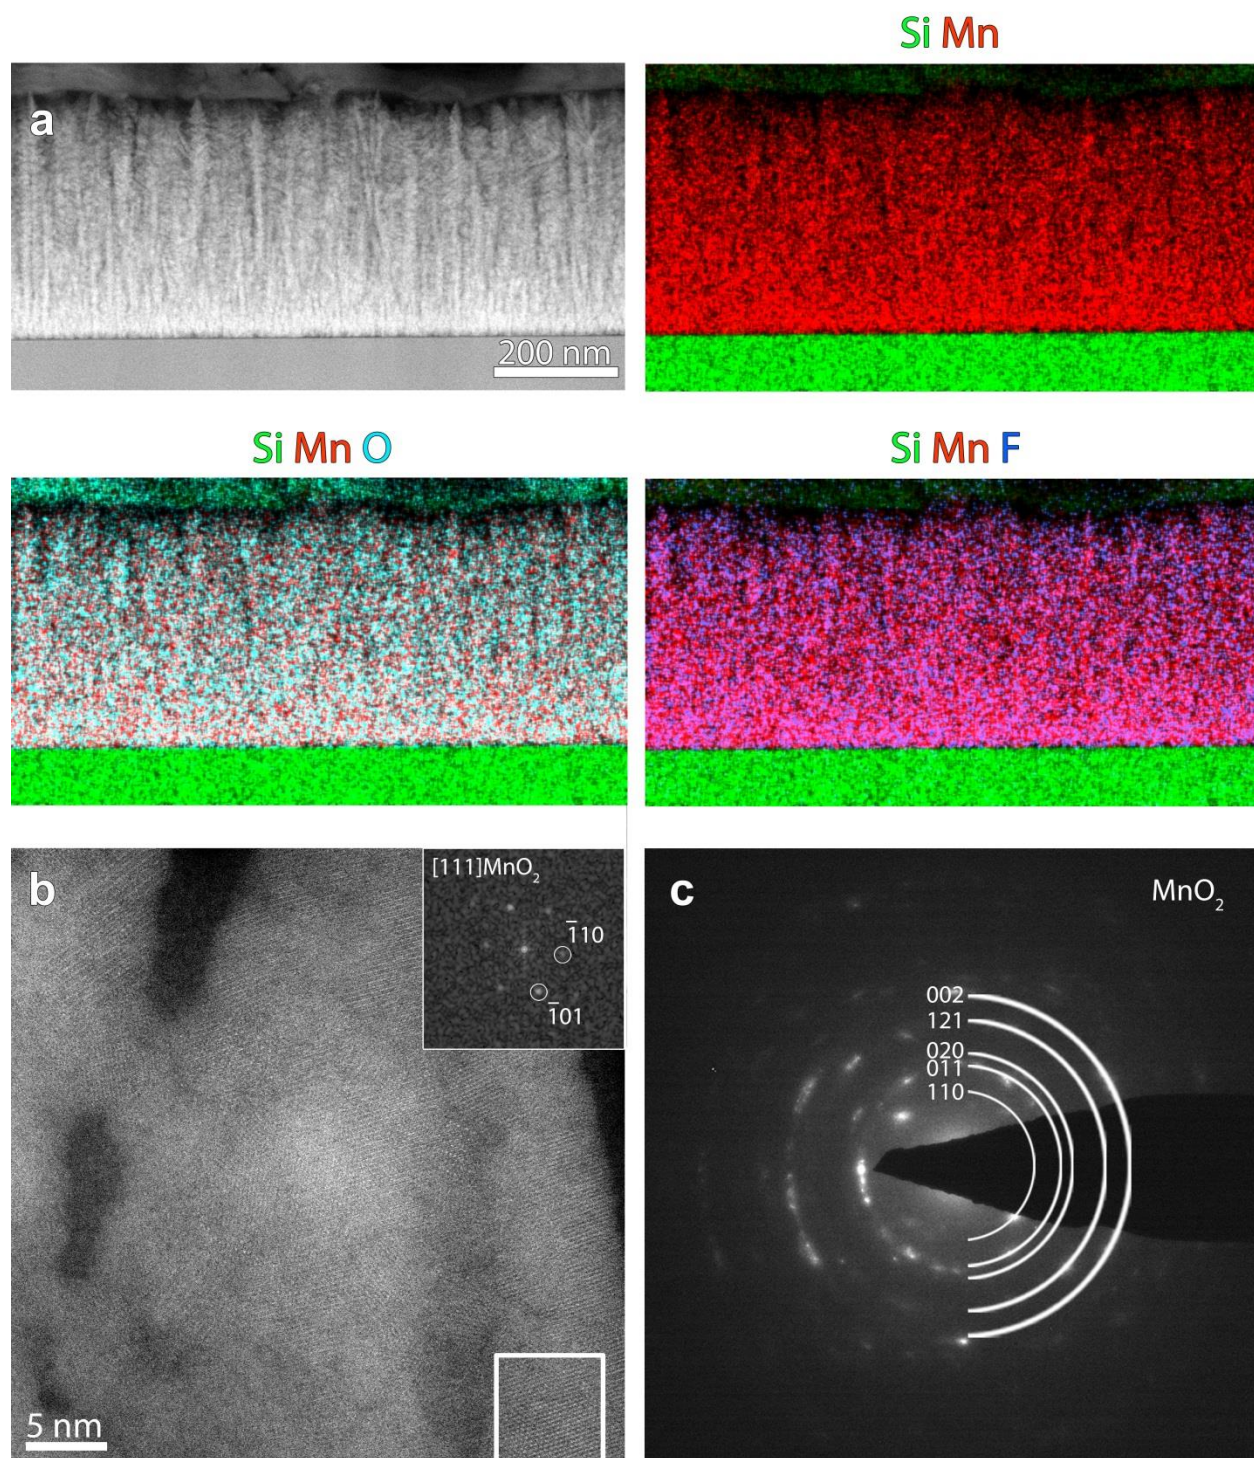 Si Mn
a
200 nm
Si Mn O
Si Mn F
b
[111]MnO₂
1̅10
1̅01
5 nm
c
MnO₂
002
121
020
011
110